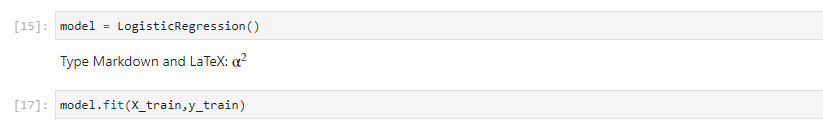 [15]: model = LogisticRegression()
Type Markdown and LaTeX: α²
[17]: model.fit(X_train,y_train)